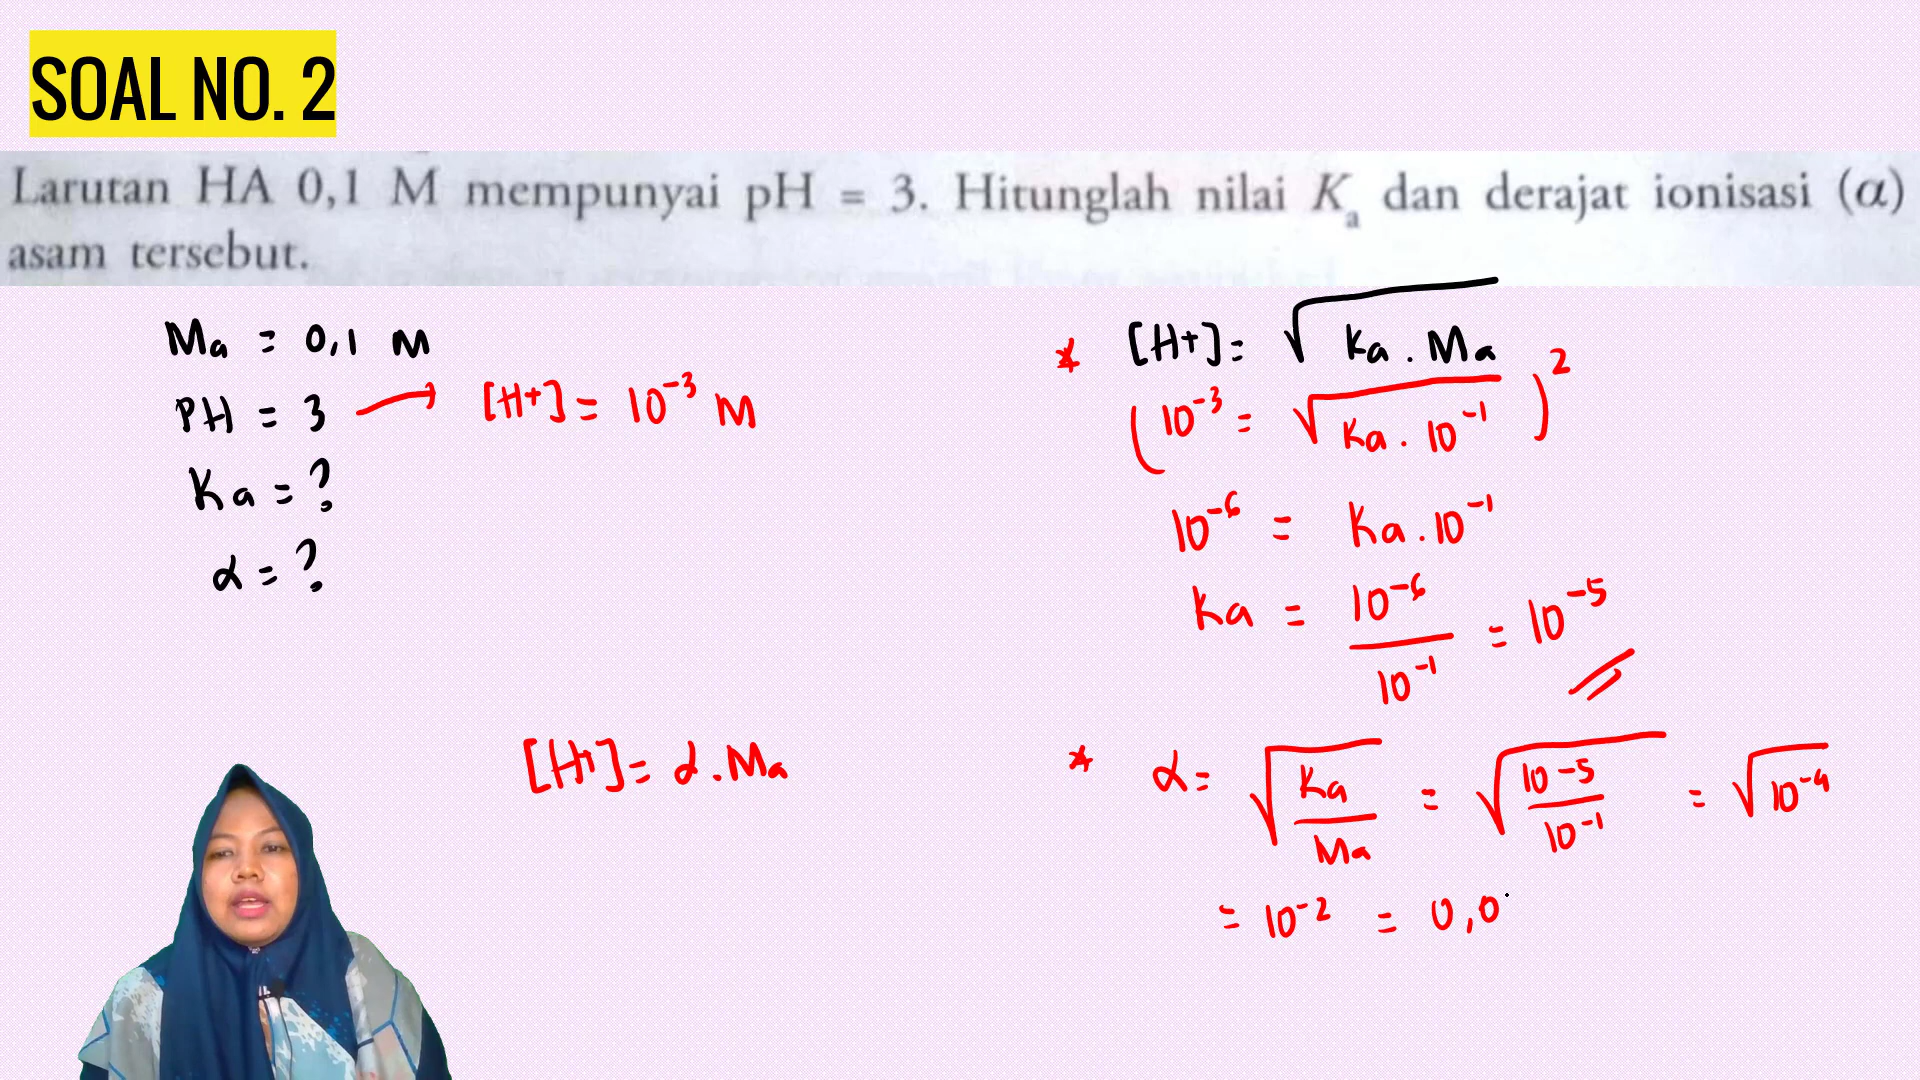 SOAL NO. 2
Larutan HA 0,1 M mempunyai pH = 3. Hitunglah nilai Kₐ dan derajat ionisasi (α)
asam tersebut.
Ma = 0,1 M
PH = 3 → [H+] = 10⁻³ M
Ka = ?
α = ?
* [H+] = √(Ka . Ma)
(10⁻³ = √(Ka . 10⁻¹))²
10⁻⁶ = Ka . 10⁻¹
Ka = 10⁻⁶ / 10⁻¹ = 10⁻⁵
[H+] = α . Ma
* α = √(Ka / Ma) = √(10⁻⁵ / 10⁻¹) = √10⁻⁴
= 10⁻² = 0,0